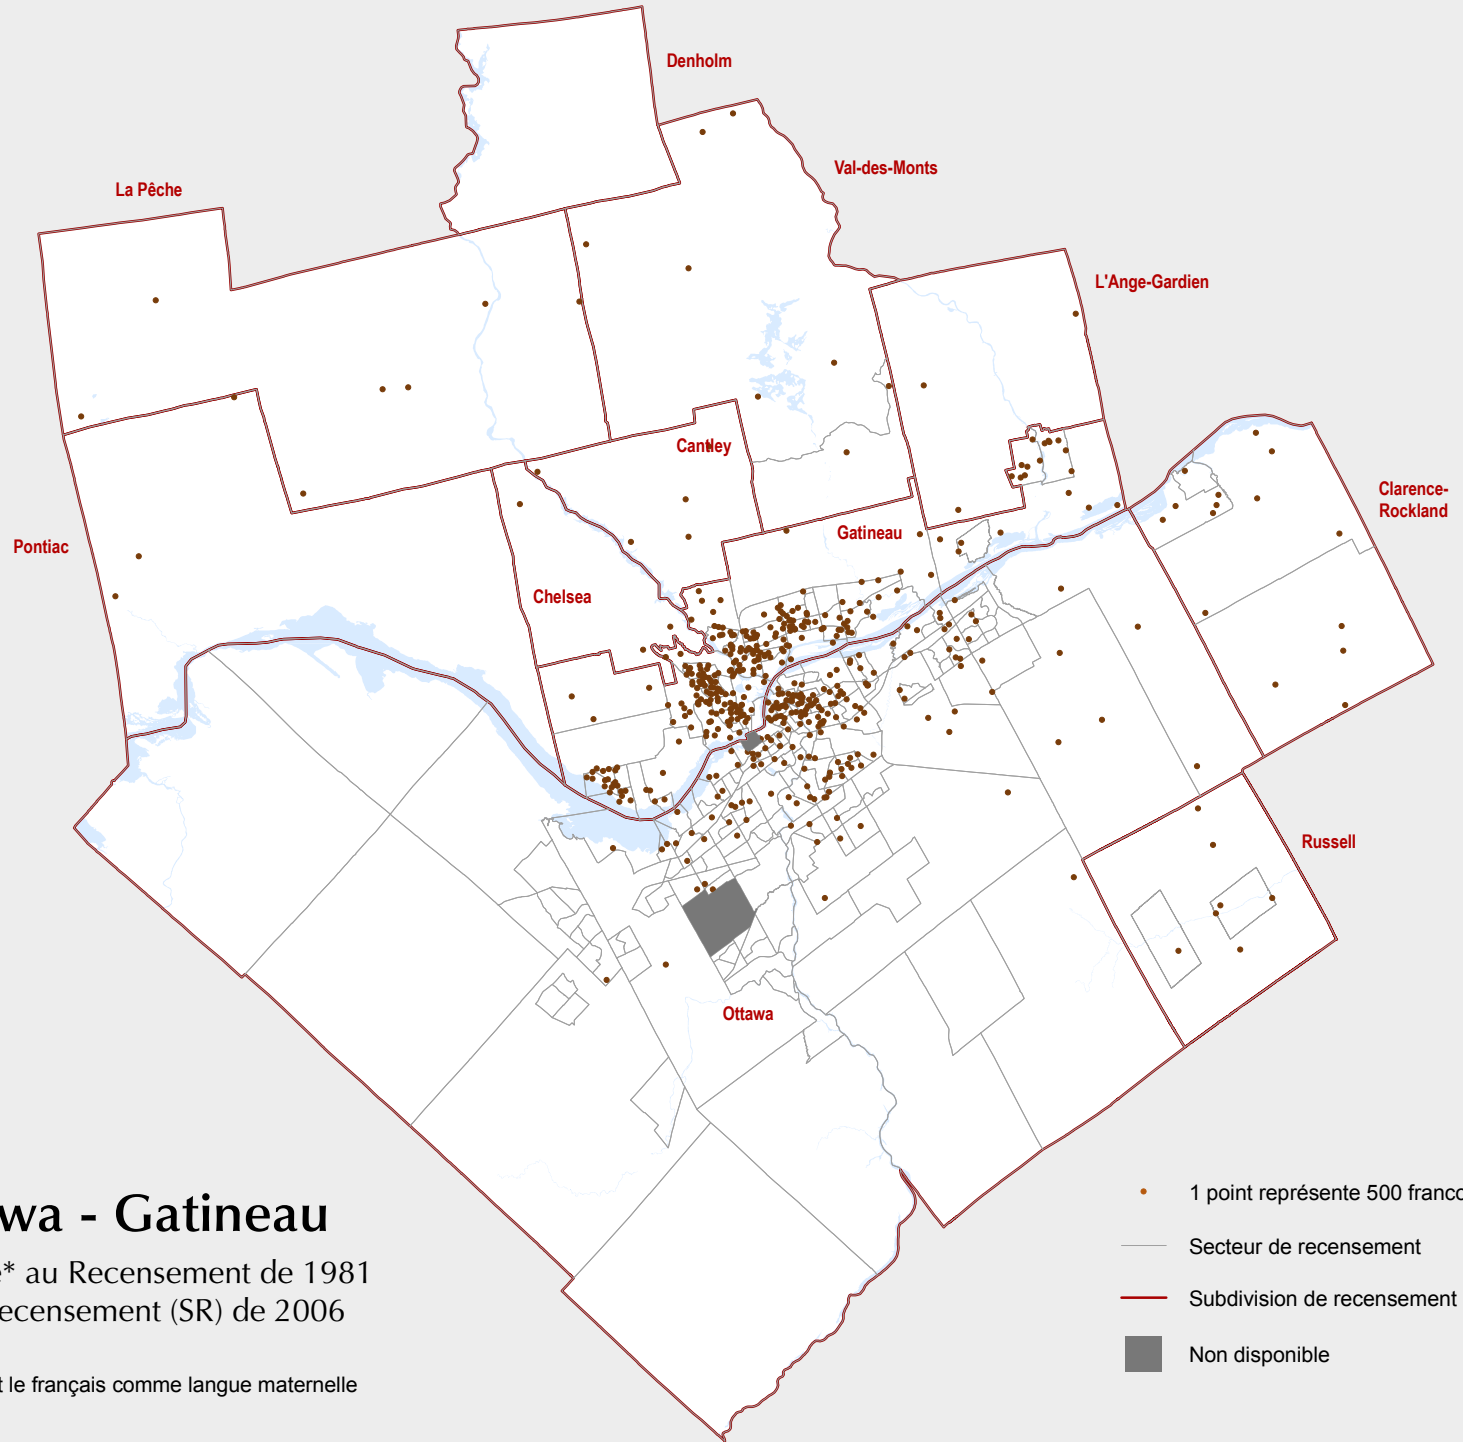 Denholm
Val-des-Monts
La Pêche
L'Ange-Gardien
Cantley
Clarence-
Rockland
Gatineau
Pontiac
Chelsea
Russell
Ottawa
wa - Gatineau
e* au Recensement de 1981
ecensement (SR) de 2006
t le français comme langue maternelle
1 point représente 500 franco
Secteur de recensement
Subdivision de recensement
Non disponible